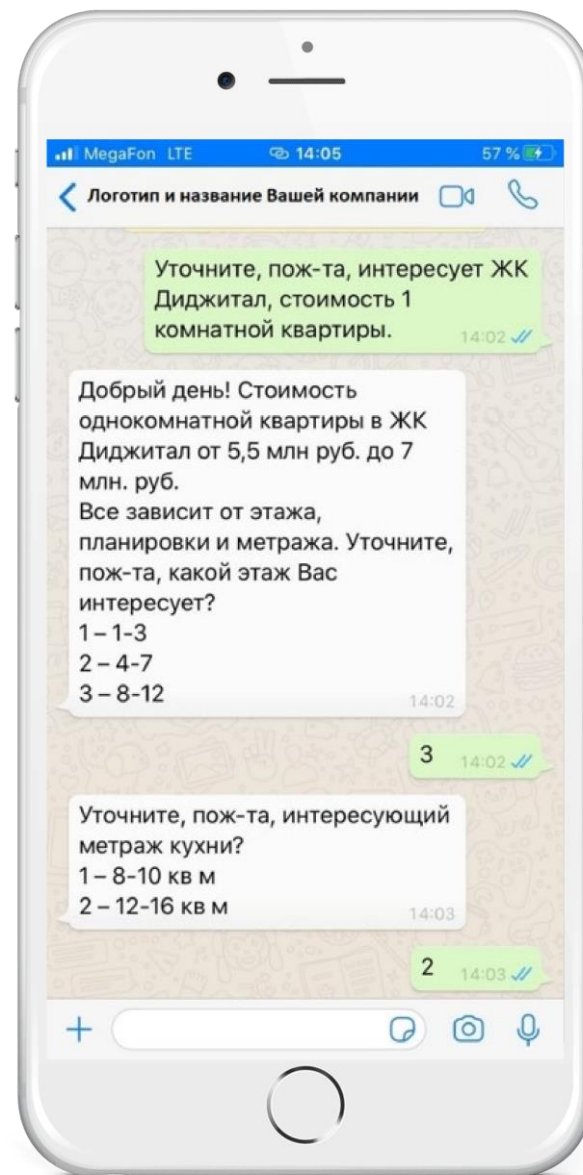 MegaFon LTE 14:05 57 %
Логотип и название Вашей компании
Уточните, пож-та, интересует ЖК
Диджитал, стоимость 1
комнатной квартиры. 14:02
Добрый день! Стоимость
однокомнатной квартиры в ЖК
Диджитал от 5,5 млн руб. до 7
млн. руб.
Все зависит от этажа,
планировки и метража. Уточните,
пож-та, какой этаж Вас
интересует?
1 – 1-3
2 – 4-7
3 – 8-12 14:02
3 14:02
Уточните, пож-та, интересующий
метраж кухни?
1 – 8-10 кв м
2 – 12-16 кв м 14:03
2 14:03